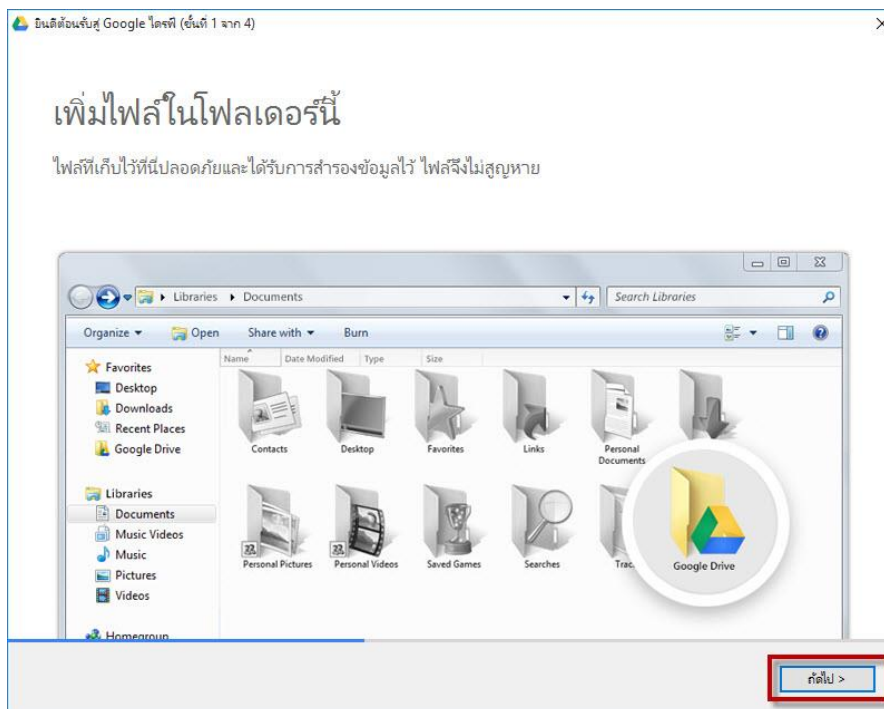 ยินดีต้อนรับสู่ Google ไดรฟ์ (ขั้นที่ 1 จาก 4)
เพิ่มไฟล์ในโฟลเดอร์นี้
ไฟล์ที่เก็บไว้ที่นี่ปลอดภัยและได้รับการสำรองข้อมูลไว้ ไฟล์จึงไม่สูญหาย
Libraries Documents Search Libraries
Organize Open Share with Burn
Favorites
Desktop
Downloads
Recent Places
Google Drive
Libraries
Documents
Music Videos
Music
Pictures
Videos
Homegroup
Name Date Modified Type Size
Contacts Desktop Favorites Links Personal Documents
Personal Pictures Personal Videos Saved Games Searches Google Drive
ถัดไป >